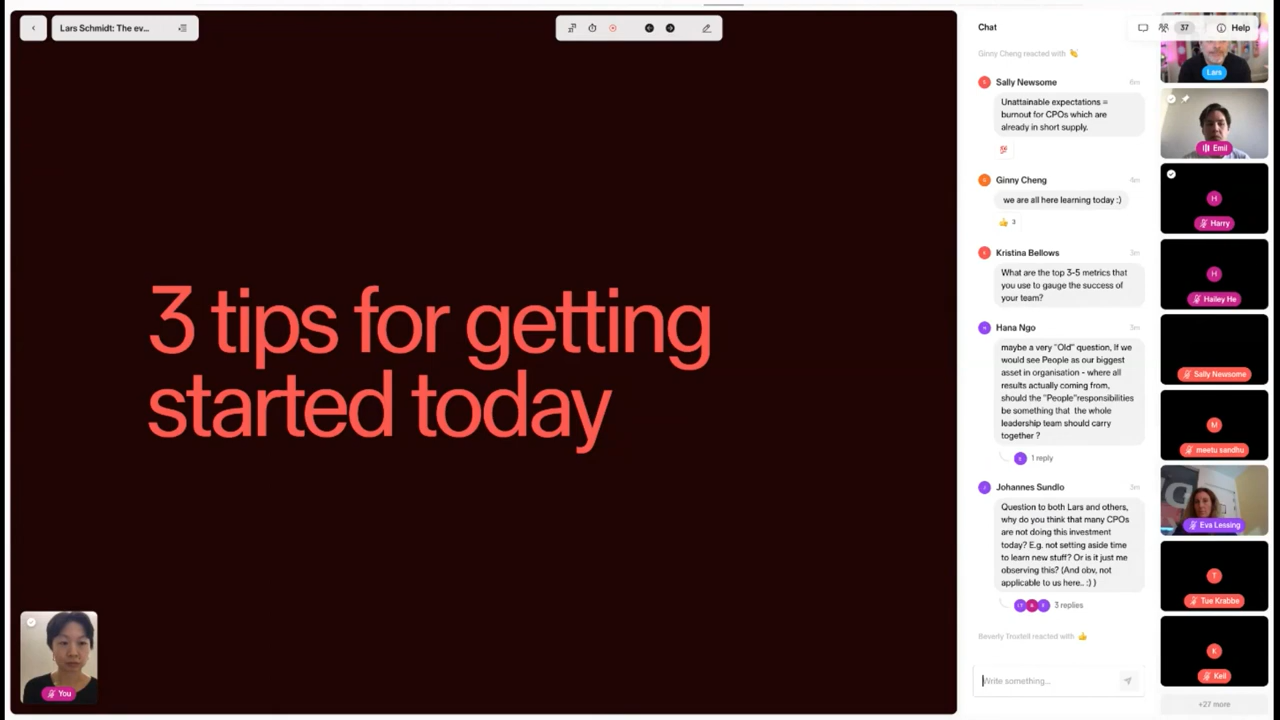 Lars Schmidt: The ev...
3 tips for getting
started today
You
Chat
37
Help
Ginny Cheng reacted with 👏
Sally Newsome
6m
Unattainable expectations =
burnout for CPOs which are
already in short supply.
💯
Ginny Cheng
4m
we are all here learning today :)
👍 3
Kristina Bellows
3m
What are the top 3-5 metrics that
you use to gauge the success of
your team?
Hana Ngo
3m
maybe a very "Old" question, If we
would see People as our biggest
asset in organisation - where all
results actually coming from,
should the "People"responsibilities
be something that the whole
leadership team should carry
together ?
1 reply
Johannes Sundlo
3m
Question to both Lars and others,
why do you think that many CPOs
are not doing this investment
today? E.g. not setting aside time
to learn new stuff? Or is it just me
observing this? (And obv, not
applicable to us here.. :) )
3 replies
Beverly Troxtell reacted with 👍
Write something...
Lars
Emil
H
Harry
H
Hailey He
Sally Newsome
M
meetu sandhu
Eva Lessing
T
Tue Krabbe
K
Keli
+27 more